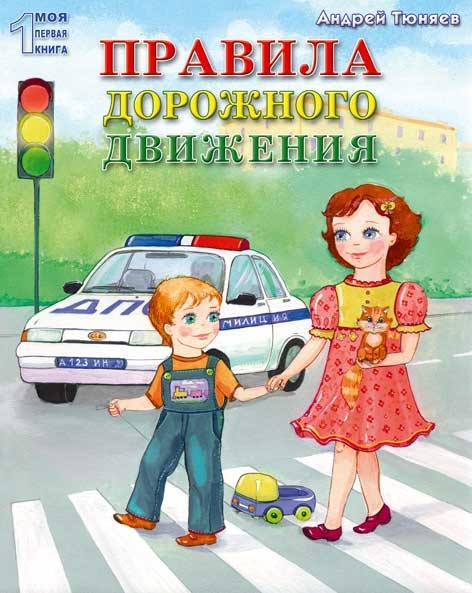 1 МОЯ
ПЕРВАЯ
КНИГА
Андрей Тюняев
ПРАВИЛА
ДОРОЖНОГО
ДВИЖЕНИЯ
ДПС
МИЛИЦИЯ
А 123 ИН